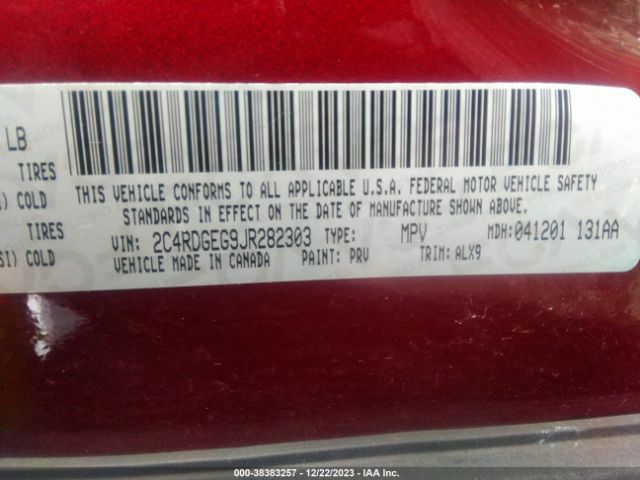 LB
TIRES
) COLD
TIRES
SI) COLD
THIS VEHICLE CONFORMS TO ALL APPLICABLE U.S.A. FEDERAL MOTOR VEHICLE SAFETY
STANDARDS IN EFFECT ON THE DATE OF MANUFACTURE SHOWN ABOVE.
VIN: 2C4RDGEG9JR282303 TYPE: MPV MDH:041201 131AA
VEHICLE MADE IN CANADA PAINT: PRV TRIM: ALX9
000-38383257 - 12/22/2023 - IAA Inc.